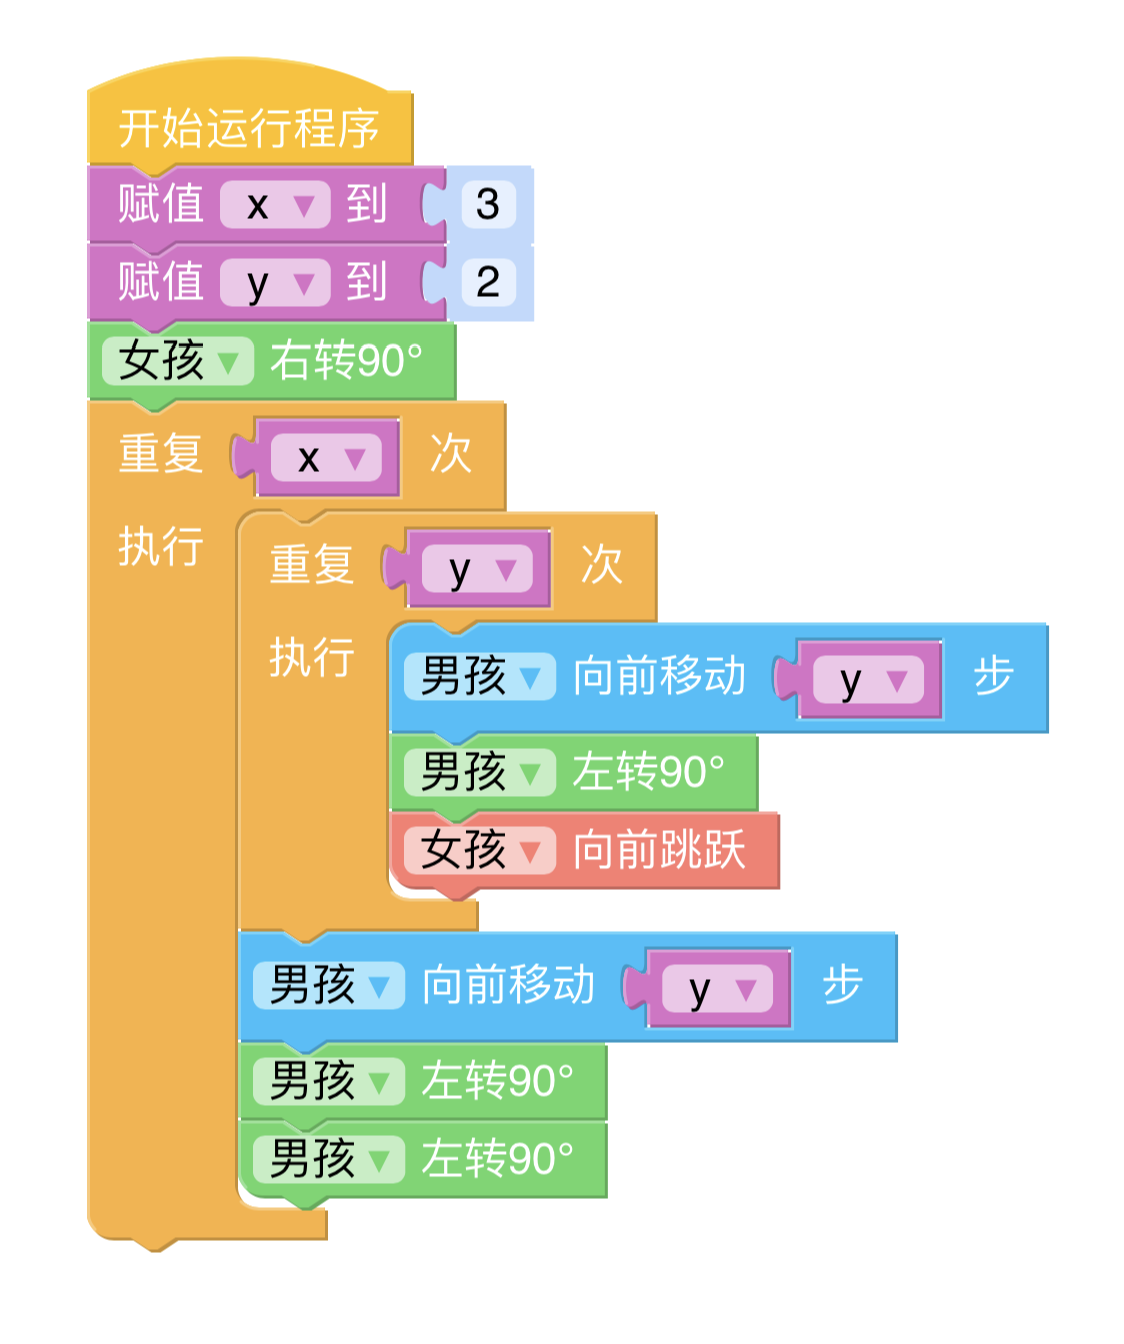 开始运行程序
赋值 x ▼ 到 3
赋值 y ▼ 到 2
女孩 ▼ 右转90°
重复 x ▼ 次
执行
重复 y ▼ 次
执行
男孩 ▼ 向前移动 y ▼ 步
男孩 ▼ 左转90°
女孩 ▼ 向前跳跃
男孩 ▼ 向前移动 y ▼ 步
男孩 ▼ 左转90°
男孩 ▼ 左转90°